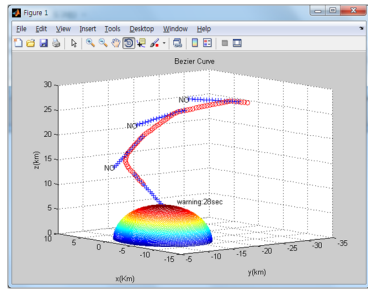 Figure 1
File Edit View Insert Tools Desktop Window Help
Bezier Curve
30
25
20
15
10
5
0
z(km)
NO
NO
NO
warning:28sec
10
5
0
-5
-10
-15
x(Km)
-5
-10
-15
-20
-25
-30
-35
y(km)